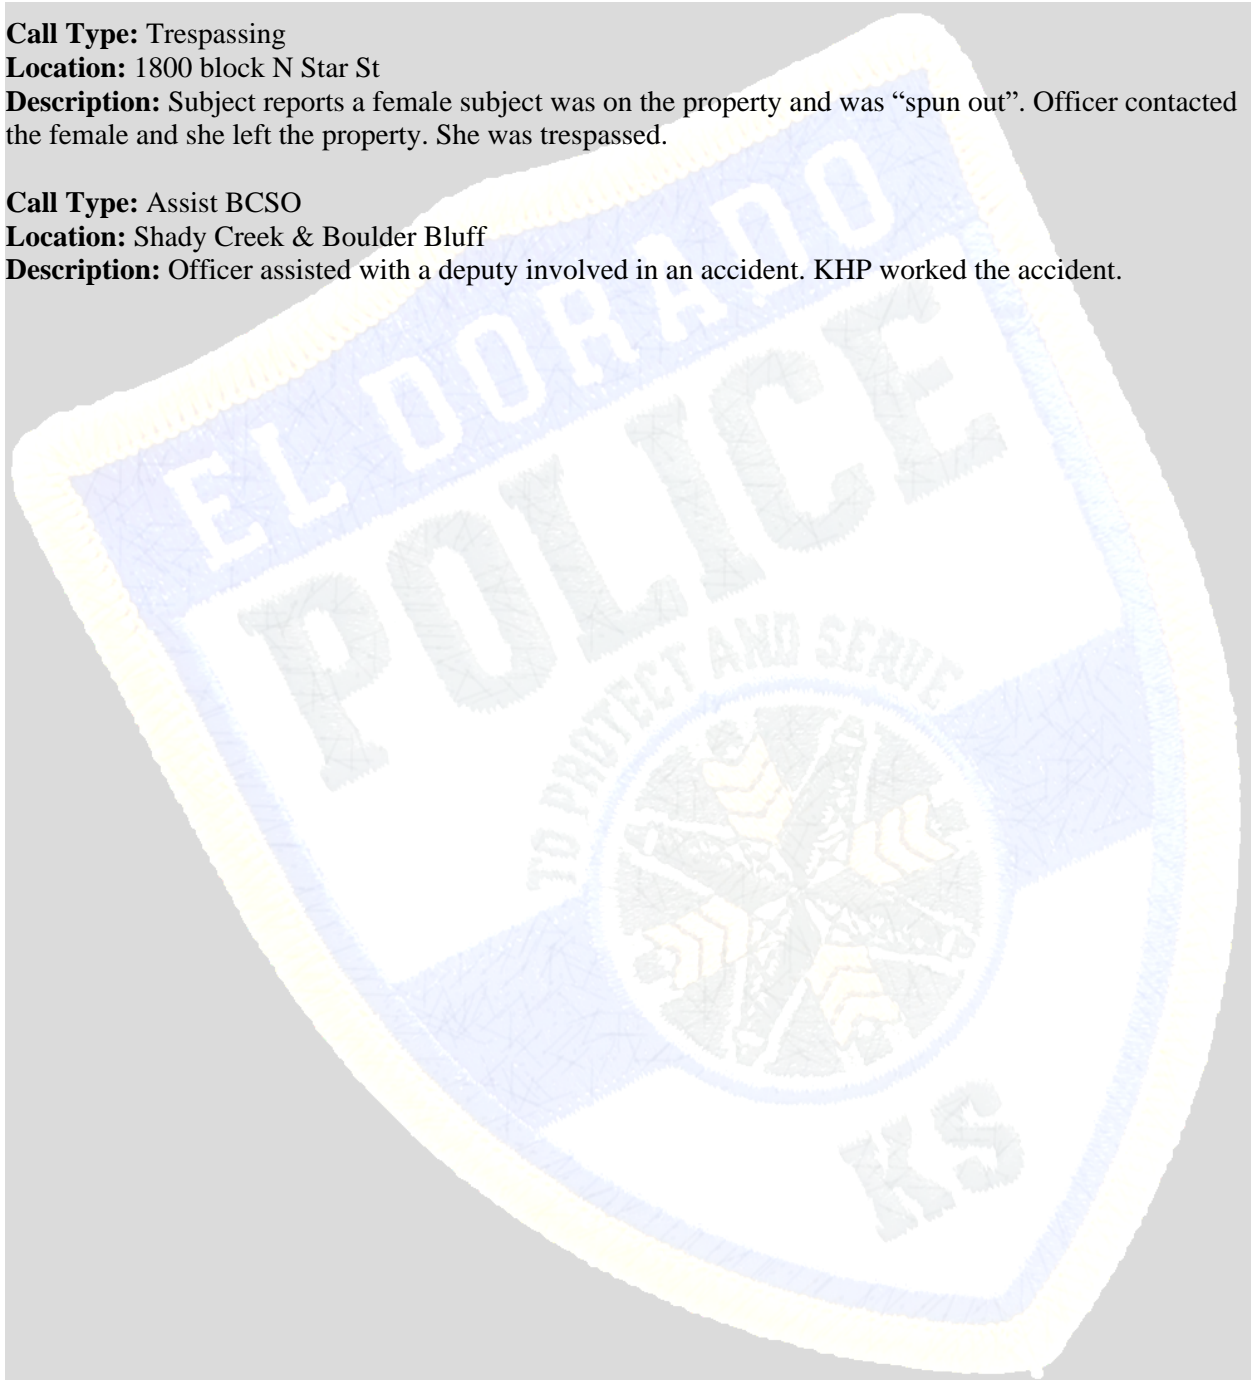 Call Type: Trespassing
Location: 1800 block N Star St
Description: Subject reports a female subject was on the property and was “spun out”. Officer contacted
the female and she left the property. She was trespassed.
Call Type: Assist BCSO
Location: Shady Creek & Boulder Bluff
Description: Officer assisted with a deputy involved in an accident. KHP worked the accident.
EL DORADO
POLICE
TO PROTECT AND SERVE
KS